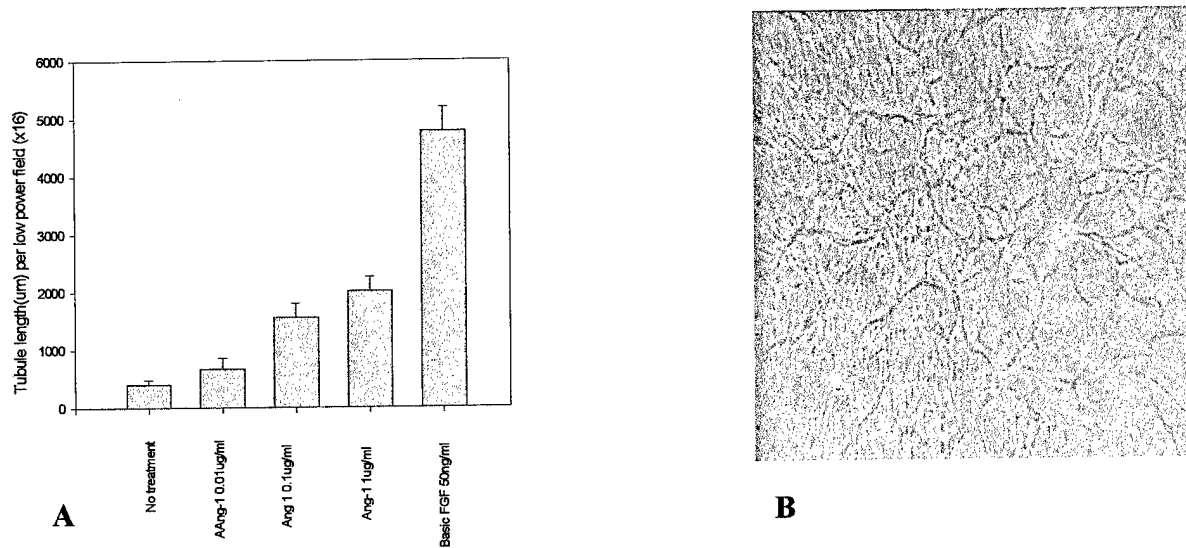 Tubule length(um) per low power field (x16)
6000
5000
4000
3000
2000
1000
0
No treatment
AAng-1 0.01ug/ml
Ang 1 0.1ug/ml
Ang-1 1ug/ml
Basic FGF 50ng/ml
A
B